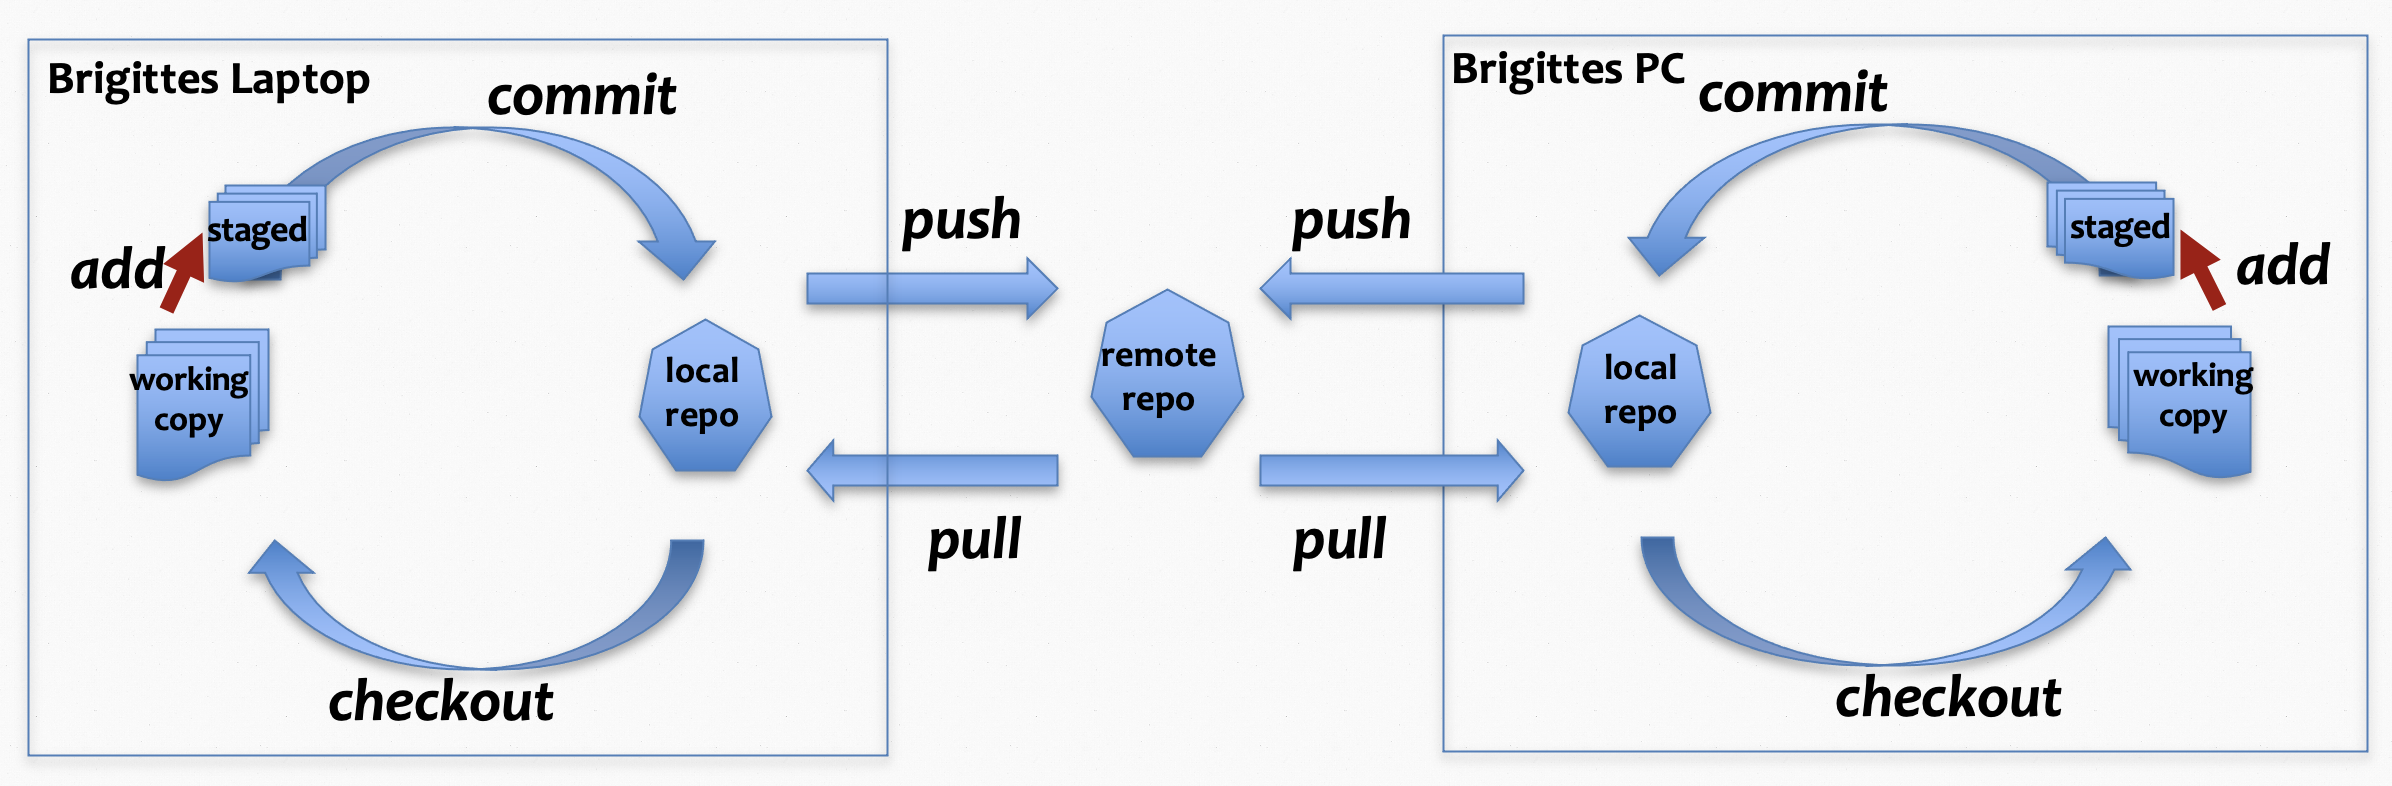 Brigittes Laptop
commit
staged
add
working
copy
local
repo
checkout
push
remote
repo
pull
push
pull
Brigittes PC
commit
staged
add
local
repo
working
copy
checkout